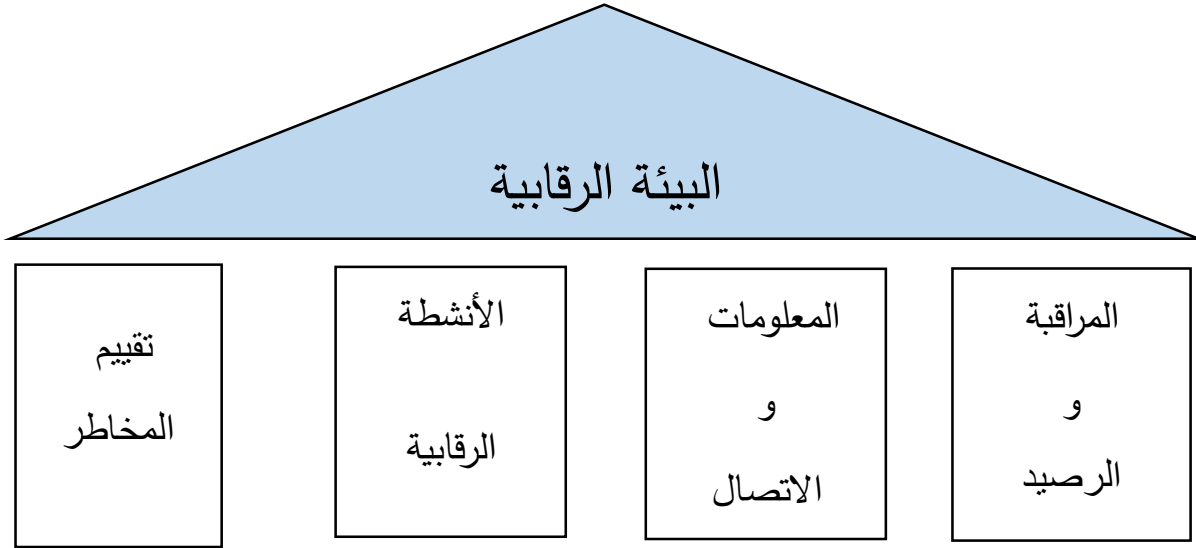 البيئة الرقابية
المراقبة
و
الرصيد
المعلومات
و
الاتصال
الأنشطة
الرقابية
تقييم
المخاطر